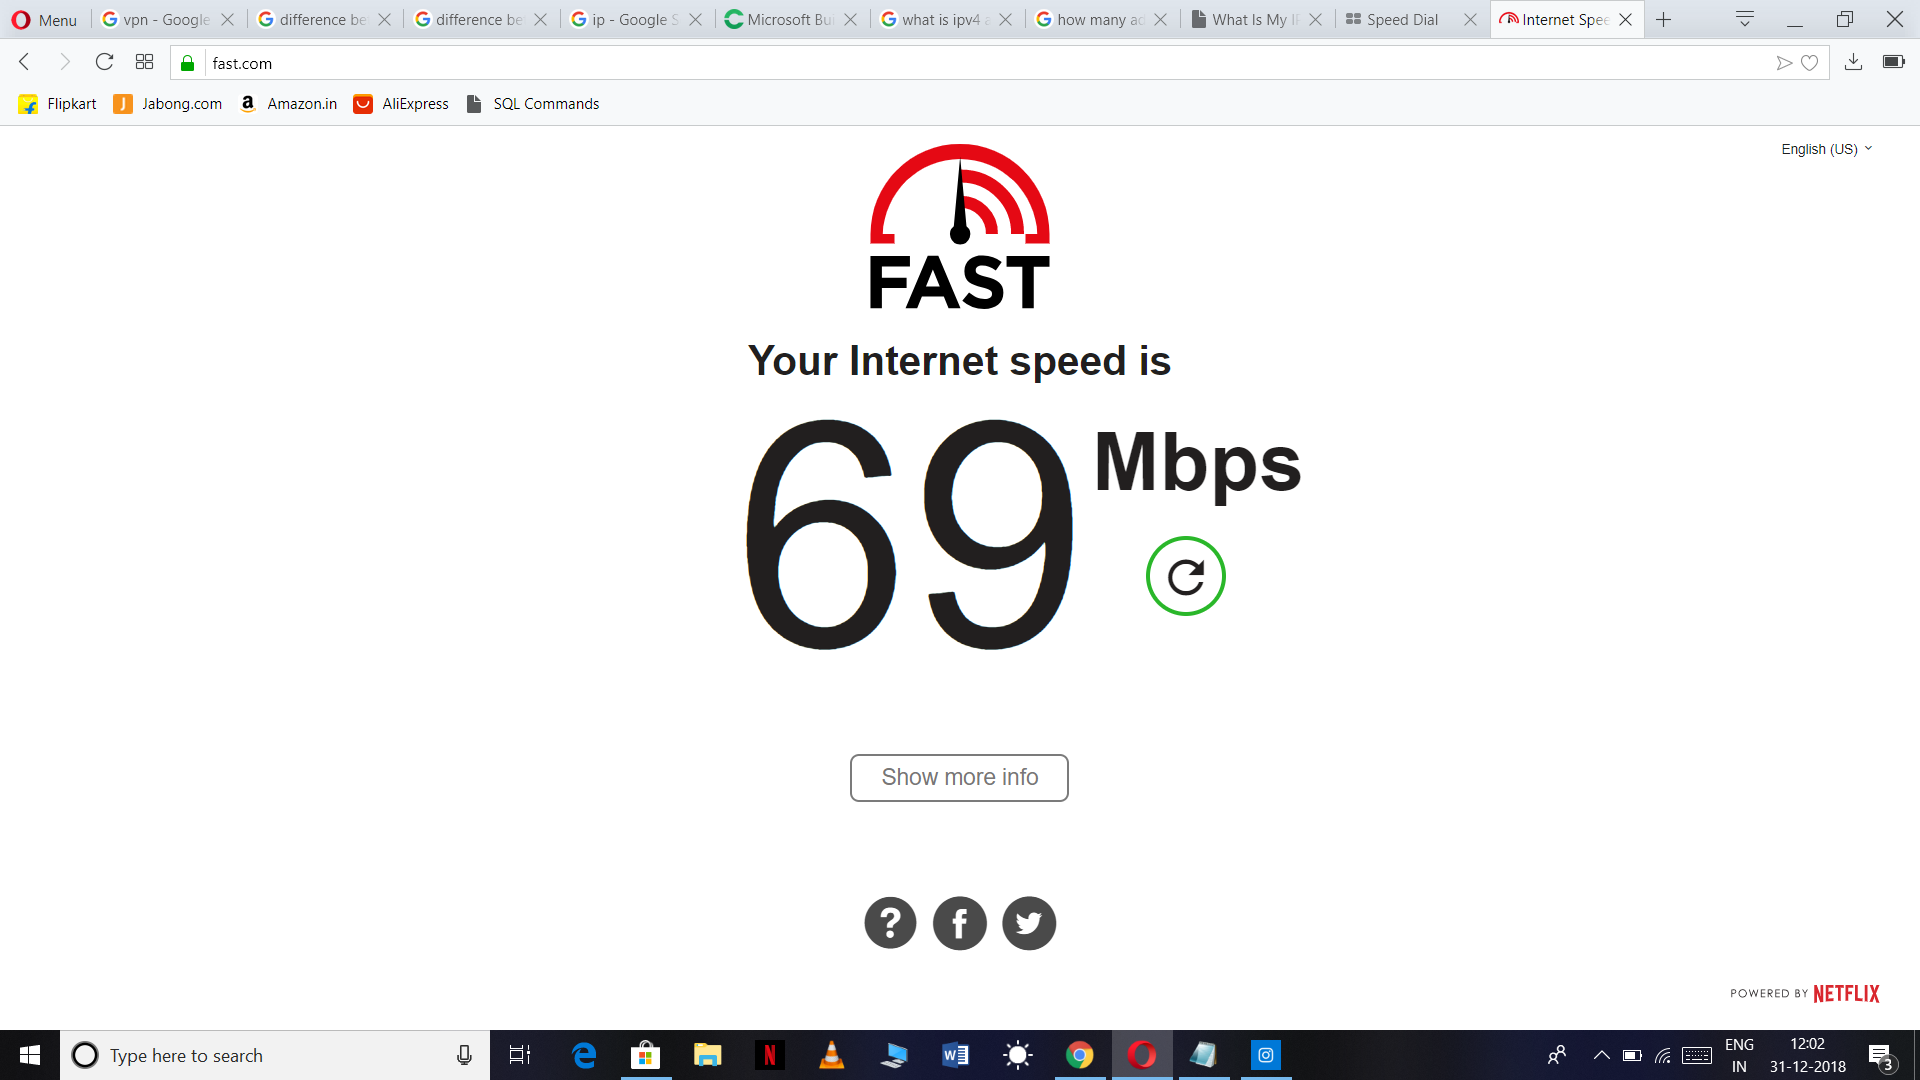 Menu
vpn - Google
difference be
difference be
ip - Google S
Microsoft Bu
what is ipv4 a
how many ad
What Is My IP
Speed Dial
Internet Spee
fast.com
Flipkart
Jabong.com
Amazon.in
AliExpress
SQL Commands
English (US)
FAST
Your Internet speed is
69 Mbps
Show more info
POWERED BY NETFLIX
Type here to search
ENG
IN
12:02
31-12-2018
3